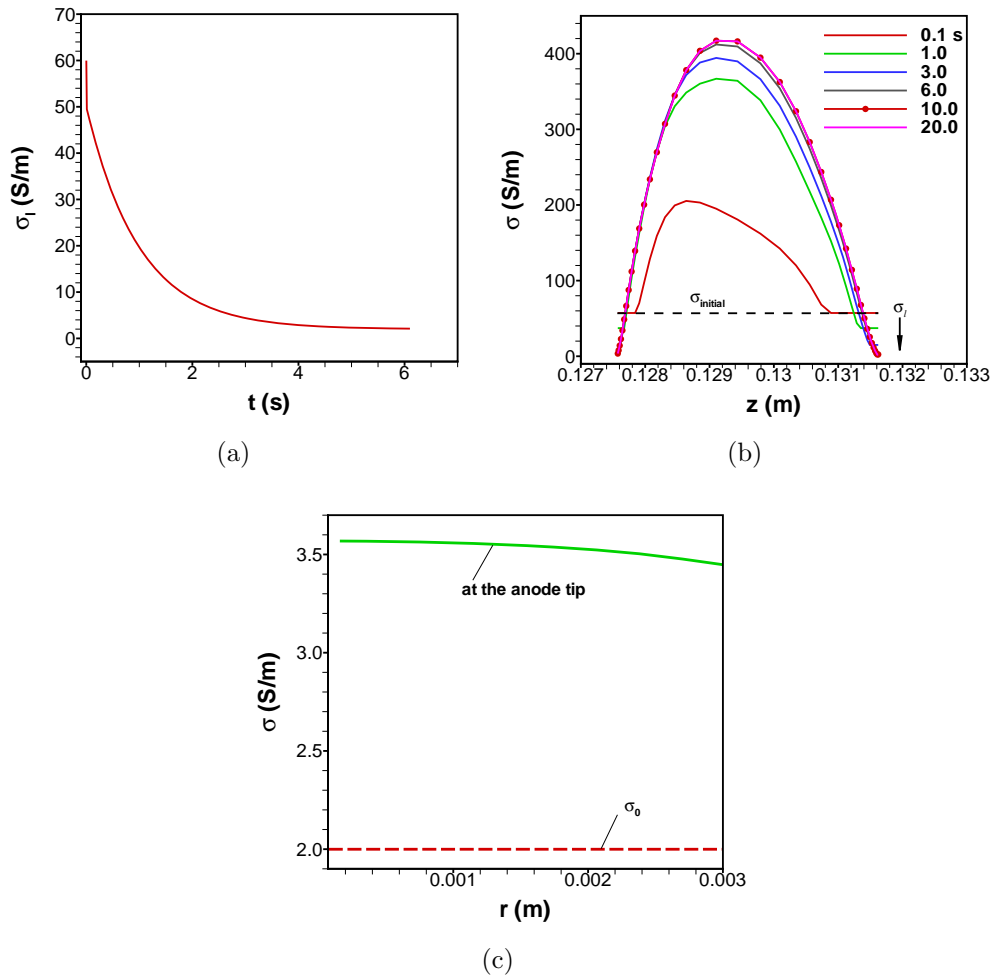 70
60
50
40
30
20
10
0
σl (S/m)
0 2 4 6
t (s)
(a)
400
300
200
100
0
σ (S/m)
0.1 s
1.0
3.0
6.0
10.0
20.0
σinitial
σl
0.127 0.128 0.129 0.13 0.131 0.132 0.133
z (m)
(b)
3.5
3.0
2.5
2.0
σ (S/m)
at the anode tip
σ0
0.001 0.002 0.003
r (m)
(c)